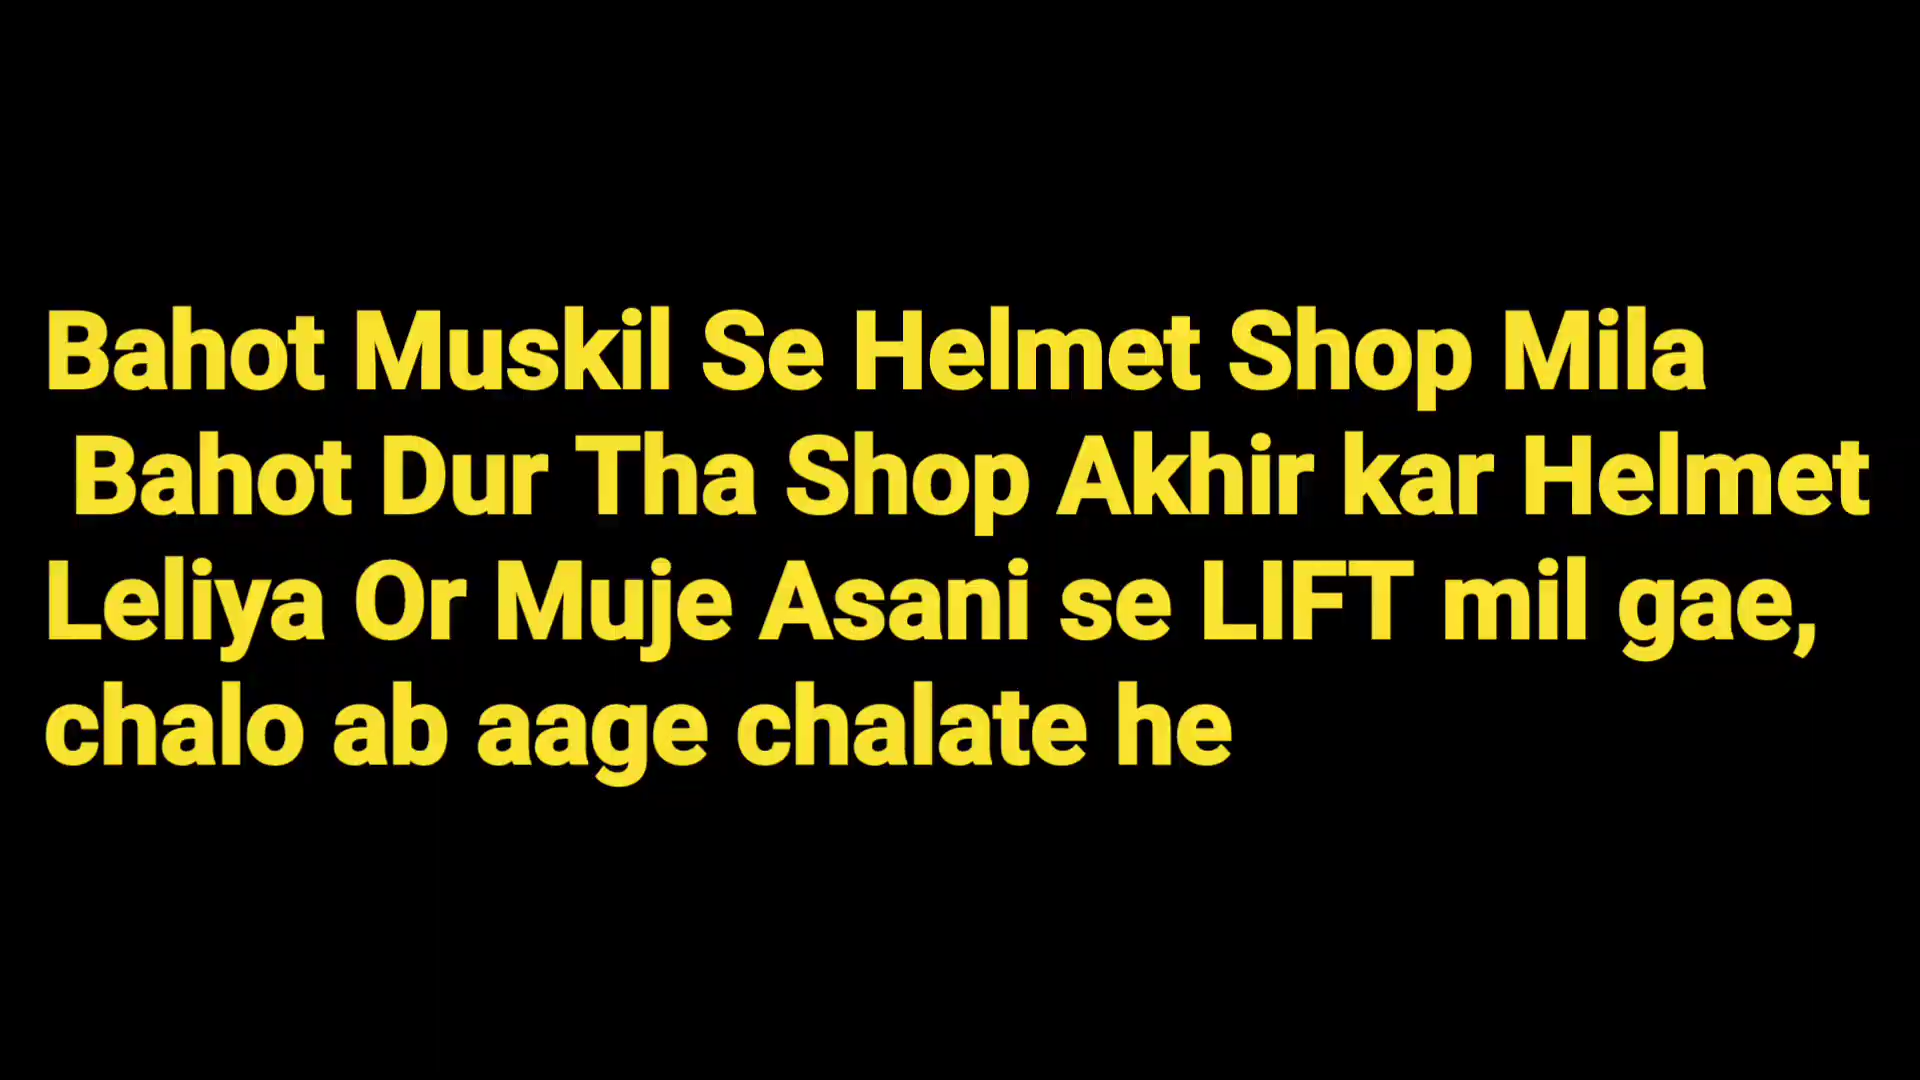 Bahot Muskil Se Helmet Shop Mila
Bahot Dur Tha Shop Akhir kar Helmet
Leliya Or Muje Asani se LIFT mil gae,
chalo ab aage chalate he